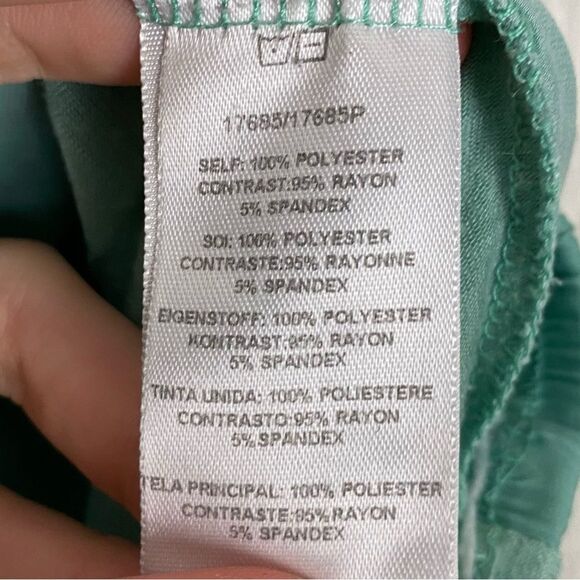 17685/17685P
SELF: 100% POLYESTER
CONTRAST:95% RAYON
5% SPANDEX
SOI: 100% POLYESTER
CONTRASTE:95% RAYONNE
5% SPANDEX
EIGENSTOFF: 100% POLYESTER
KONTRAST:95% RAYON
5% SPANDEX
TINTA UNIDA: 100% POLIESTERE
CONTRASTO:95% RAYON
5% SPANDEX
TELA PRINCIPAL: 100% POLIESTER
CONTRASTE:95% RAYON
5% SPANDEX